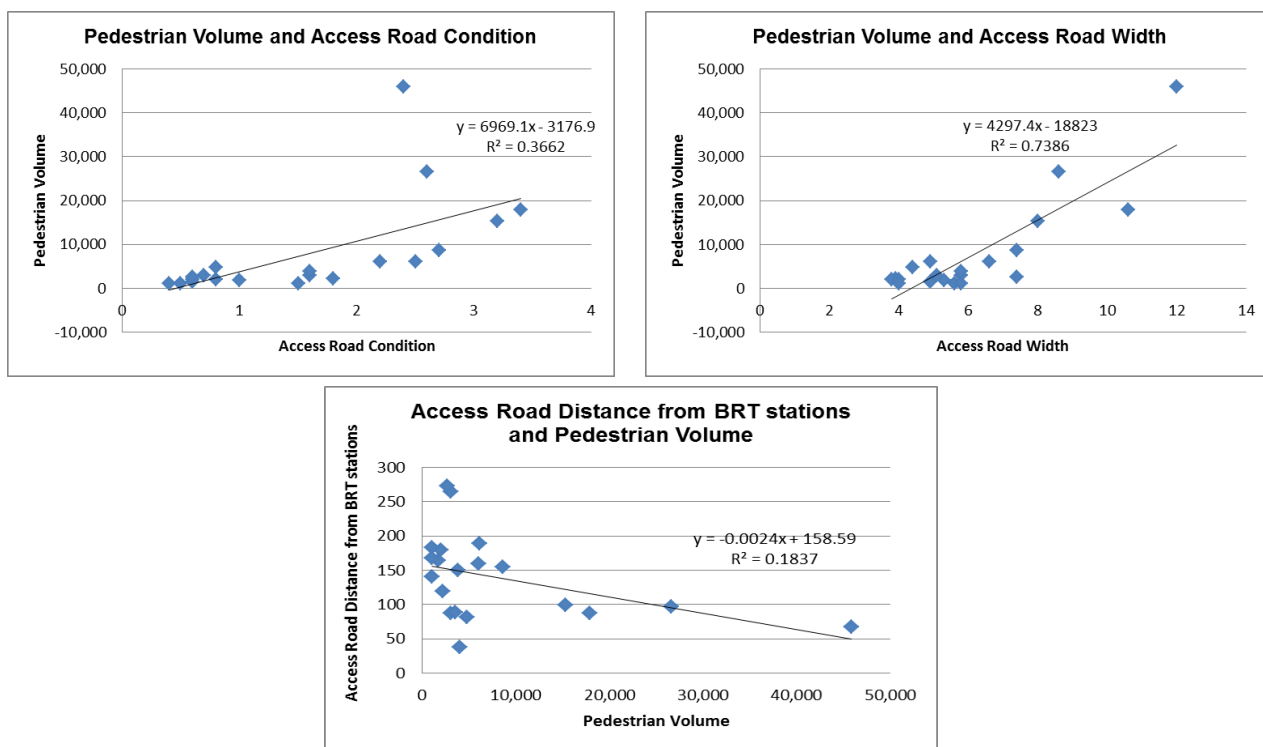 Pedestrian Volume and Access Road Condition
50,000
40,000
30,000
20,000
10,000
0
-10,000
Pedestrian Volume
y = 6969.1x - 3176.9
R² = 0.3662
0 1 2 3 4
Access Road Condition
Pedestrian Volume and Access Road Width
50,000
40,000
30,000
20,000
10,000
0
-10,000
Pedestrian Volume
y = 4297.4x - 18823
R² = 0.7386
0 2 4 6 8 10 12 14
Access Road Width
Access Road Distance from BRT stations
and Pedestrian Volume
300
250
200
150
100
50
0
Access Road Distance from BRT stations
y = -0.0024x + 158.59
R² = 0.1837
0 10,000 20,000 30,000 40,000 50,000
Pedestrian Volume